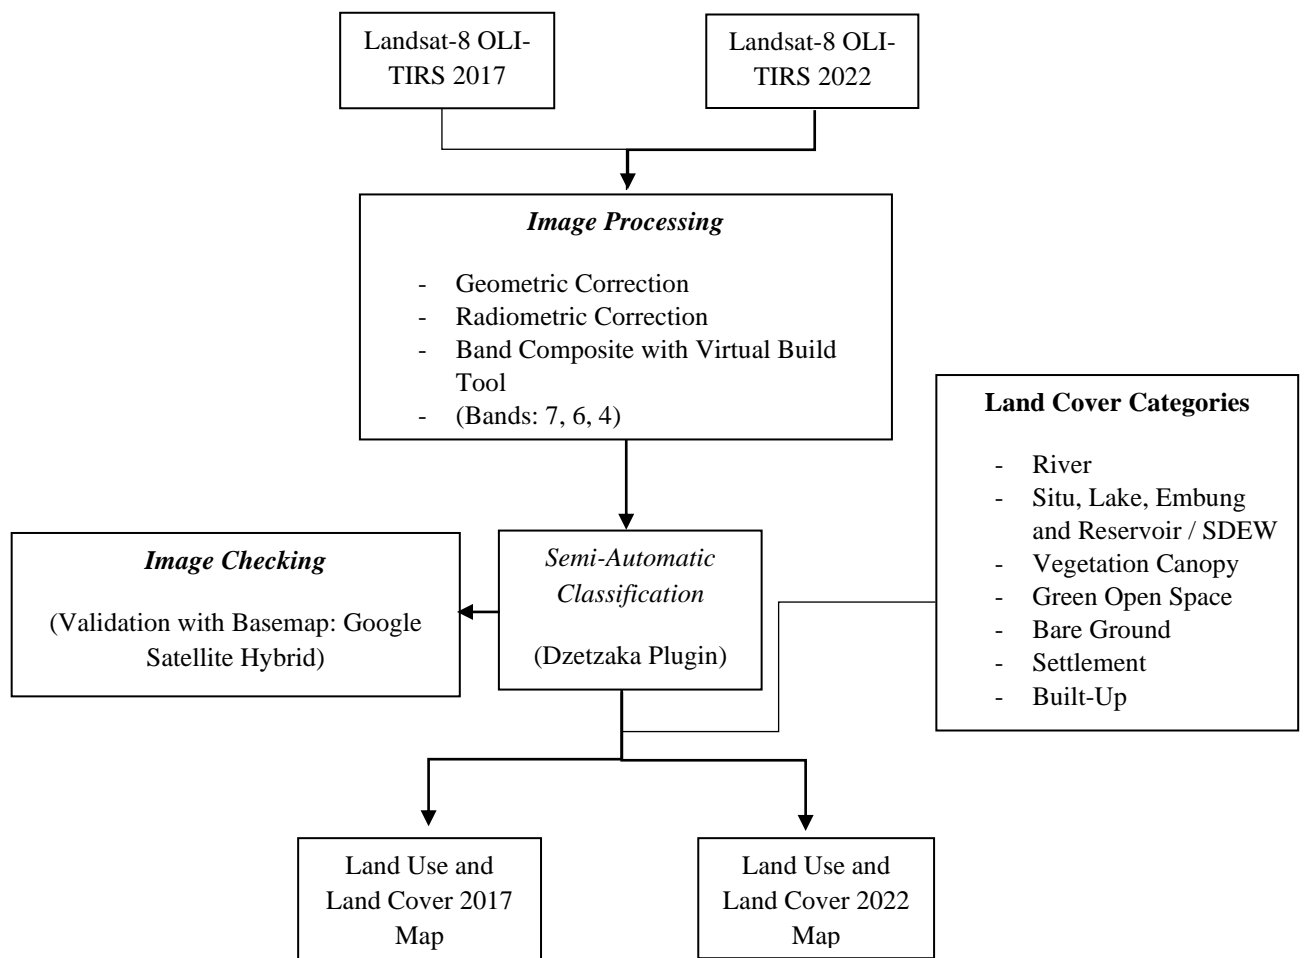 Landsat-8 OLI-
TIRS 2017
Landsat-8 OLI-
TIRS 2022
Image Processing
- Geometric Correction
- Radiometric Correction
- Band Composite with Virtual Build
Tool
- (Bands: 7, 6, 4)
Land Cover Categories
- River
- Situ, Lake, Embung
and Reservoir / SDEW
- Vegetation Canopy
- Green Open Space
- Bare Ground
- Settlement
- Built-Up
Image Checking
(Validation with Basemap: Google
Satellite Hybrid)
Semi-Automatic
Classification
(Dzetzaka Plugin)
Land Use and
Land Cover 2017
Map
Land Use and
Land Cover 2022
Map